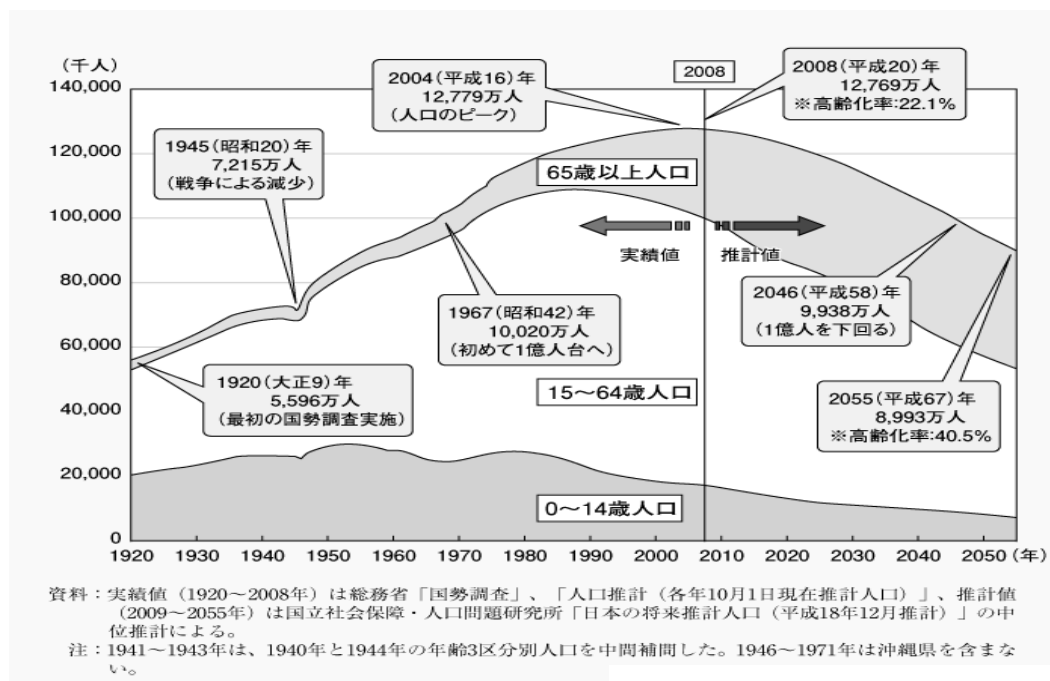 (千人)
140,000
120,000
100,000
80,000
60,000
40,000
20,000
0
2004(平成16)年
12,779万人
(人口のピーク)
2008
2008(平成20)年
12,769万人
※高齢化率:22.1%
1945(昭和20)年
7,215万人
(戦争による減少)
65歳以上人口
実績値
推計値
1967(昭和42)年
10,020万人
(初めて1億人台へ)
2046(平成58)年
9,938万人
(1億人を下回る)
1920(大正9)年
5,596万人
(最初の国勢調査実施)
15～64歳人口
2055(平成67)年
8,993万人
※高齢化率:40.5%
0～14歳人口
1920 1930 1940 1950 1960 1970 1980 1990 2000 2010 2020 2030 2040 2050 (年)
資料：実績値（1920～2008年）は総務省「国勢調査」、「人口推計（各年10月1日現在推計人口）」、推計値
（2009～2055年）は国立社会保障・人口問題研究所「日本の将来推計人口（平成18年12月推計）」の中
位推計による。
注：1941～1943年は、1940年と1944年の年齢3区分別人口を中間補間した。1946～1971年は沖縄県を含まな
い。